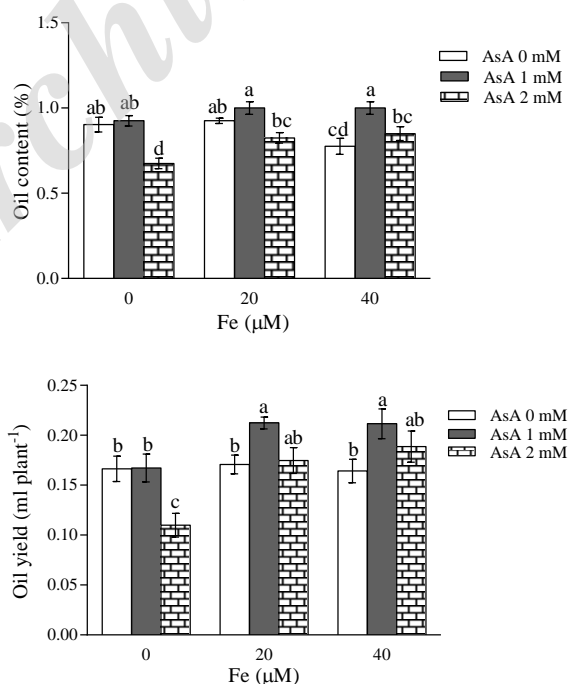 1.5
1.0
0.5
0.0
Oil content (%)
ab ab d
ab a bc
cd a bc
0 20 40
Fe (µM)
AsA 0 mM
AsA 1 mM
AsA 2 mM
0.25
0.20
0.15
0.10
0.05
0.00
Oil yield (ml plant⁻¹)
b b c
b a ab
b a ab
0 20 40
Fe (µM)
AsA 0 mM
AsA 1 mM
AsA 2 mM